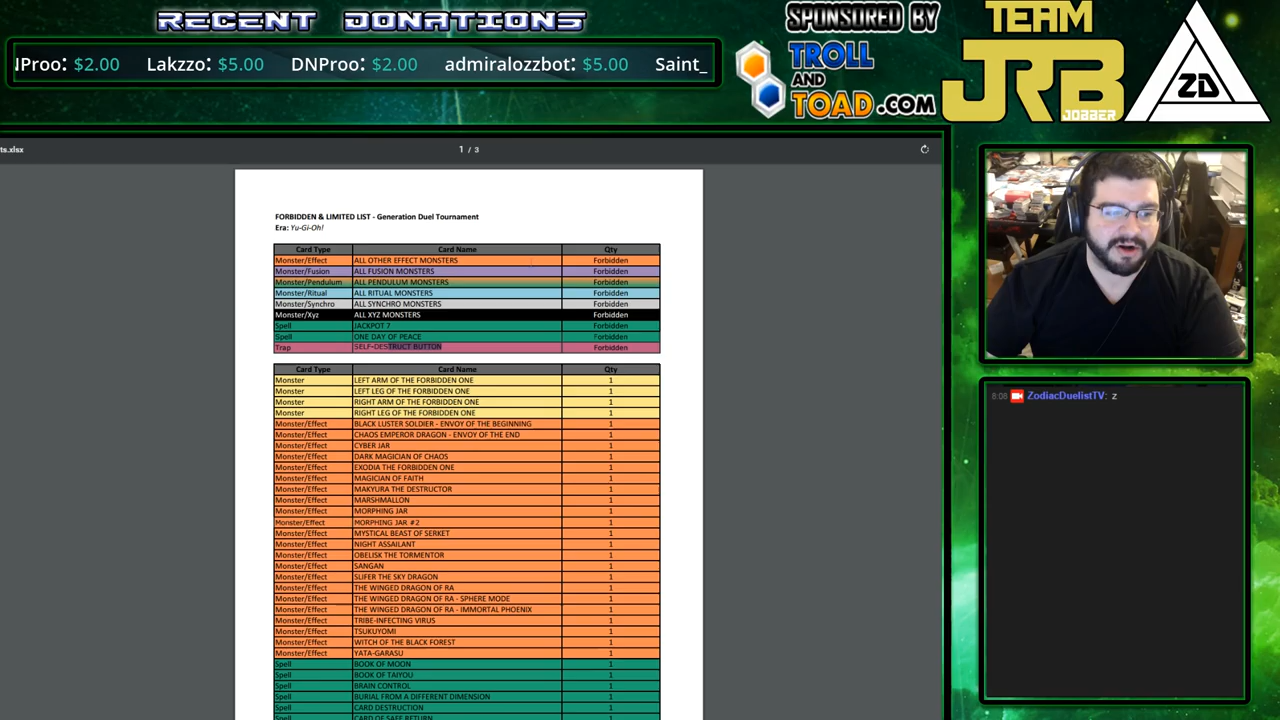 RECENT DONATIONS
Proo: $2.00 Lakzzo: $5.00 DNProo: $2.00 admiralozzbot: $5.00 Saint_
SPONSORED BY
TROLL
AND
TOAD.COM
TEAM
JRB
JOBBER
ZD
ts.xlsx
1 / 3
FORBIDDEN & LIMITED LIST - Generation Duel Tournament
Era: Yu-Gi-Oh!
Card Type Card Name Qty
Monster/Effect ALL OTHER EFFECT MONSTERS Forbidden
Monster/Fusion ALL FUSION MONSTERS Forbidden
Monster/Pendulum ALL PENDULUM MONSTERS Forbidden
Monster/Ritual ALL RITUAL MONSTERS Forbidden
Monster/Synchro ALL SYNCHRO MONSTERS Forbidden
Monster/Xyz ALL XYZ MONSTERS Forbidden
Spell JACKPOT 7 Forbidden
Spell ONE DAY OF PEACE Forbidden
Trap SELF-DESTRUCT BUTTON Forbidden
Card Type Card Name Qty
Monster LEFT ARM OF THE FORBIDDEN ONE 1
Monster LEFT LEG OF THE FORBIDDEN ONE 1
Monster RIGHT ARM OF THE FORBIDDEN ONE 1
Monster RIGHT LEG OF THE FORBIDDEN ONE 1
Monster/Effect BLACK LUSTER SOLDIER - ENVOY OF THE BEGINNING 1
Monster/Effect CHAOS EMPEROR DRAGON - ENVOY OF THE END 1
Monster/Effect CYBER JAR 1
Monster/Effect DARK MAGICIAN OF CHAOS 1
Monster/Effect EXODIA THE FORBIDDEN ONE 1
Monster/Effect MAGICIAN OF FAITH 1
Monster/Effect MAKYURA THE DESTRUCTOR 1
Monster/Effect MARSHMALLON 1
Monster/Effect MORPHING JAR 1
Monster/Effect MORPHING JAR #2 1
Monster/Effect MYSTICAL BEAST OF SERKET 1
Monster/Effect NIGHT ASSAILANT 1
Monster/Effect OBELISK THE TORMENTOR 1
Monster/Effect SANGAN 1
Monster/Effect SLIFER THE SKY DRAGON 1
Monster/Effect THE WINGED DRAGON OF RA 1
Monster/Effect THE WINGED DRAGON OF RA - SPHERE MODE 1
Monster/Effect THE WINGED DRAGON OF RA - IMMORTAL PHOENIX 1
Monster/Effect TRIBE-INFECTING VIRUS 1
Monster/Effect TSUKUYOMI 1
Monster/Effect WITCH OF THE BLACK FOREST 1
Monster/Effect YATA-GARASU 1
Spell BOOK OF MOON 1
Spell BOOK OF TAIYOU 1
Spell BRAIN CONTROL 1
Spell BURIAL FROM A DIFFERENT DIMENSION 1
Spell CARD DESTRUCTION 1
Spell CARD OF SAFE RETURN 1
8:08 ZodiacDuelistTV: z